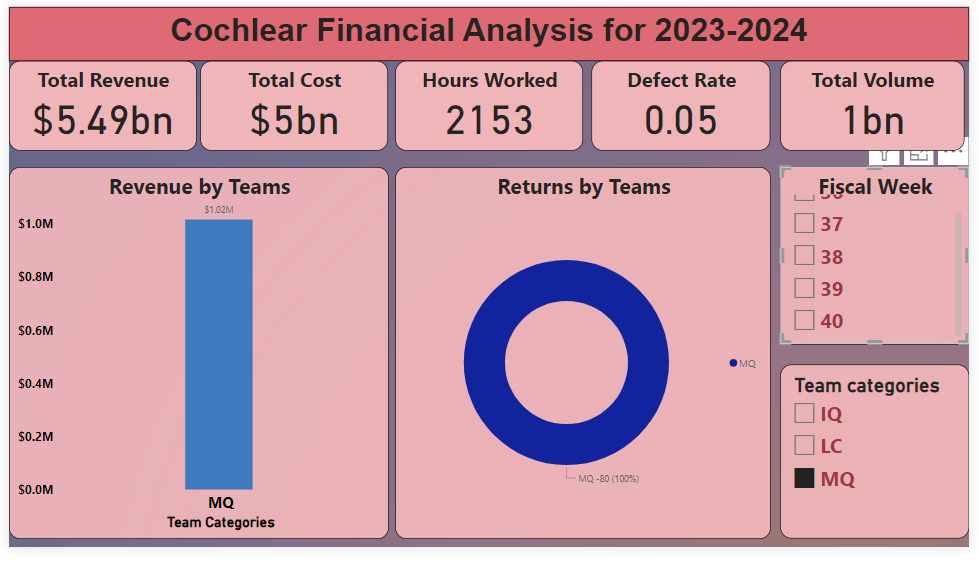 Cochlear Financial Analysis for 2023-2024
Total Revenue
$5.49bn
Total Cost
$5bn
Hours Worked
2153
Defect Rate
0.05
Total Volume
1bn
Revenue by Teams
$1.02M
$1.0M
$0.8M
$0.6M
$0.4M
$0.2M
$0.0M
MQ
Team Categories
Returns by Teams
MQ
MQ -80 (100%)
Fiscal Week
37
38
39
40
Team categories
IQ
LC
MQ